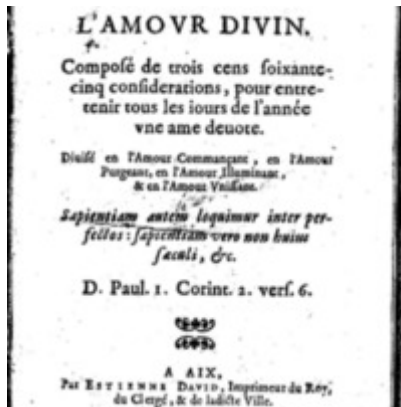 L'AMOVR DIVIN.
Composé de trois cens soixante-
cinq considerations, pour entre-
tenir tous les iours de l'année
vne ame deuote.
Diuisé en l'Amour Commançant, en l'Amour
Purgeant, en l'Amour Illuminant,
& en l'Amour Vnissant.
Sapientiam autem loquimur inter per-
fectos: sapientiam vero non huius
sæculi, &c.
D. Paul. 1. Corint. 2. vers. 6.
A AIX,
Par ESTIENNE DAVID, Imprimeur du Roy,
du Clergé, & de ladicte Ville.